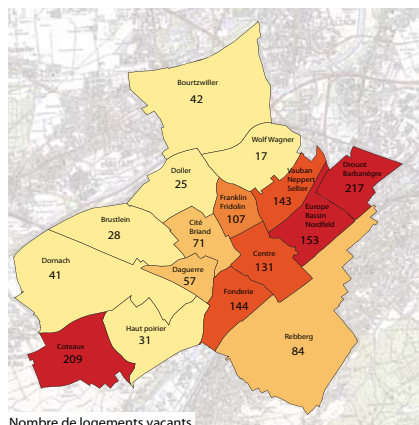 Bourtzwiller
42
Wolf Wagner
17
Doller
25
Drouot
Barbanègre
217
Vauban
Neppert
Sellier
143
Franklin
Fridolin
107
Europe
Bassin
Nordfeld
153
Brustlein
28
Cité
Briand
71
Dornach
41
Centre
131
Daguerre
57
Fonderie
144
Haut poirier
31
Rebberg
84
Coteaux
209
Nombre de logements vacants